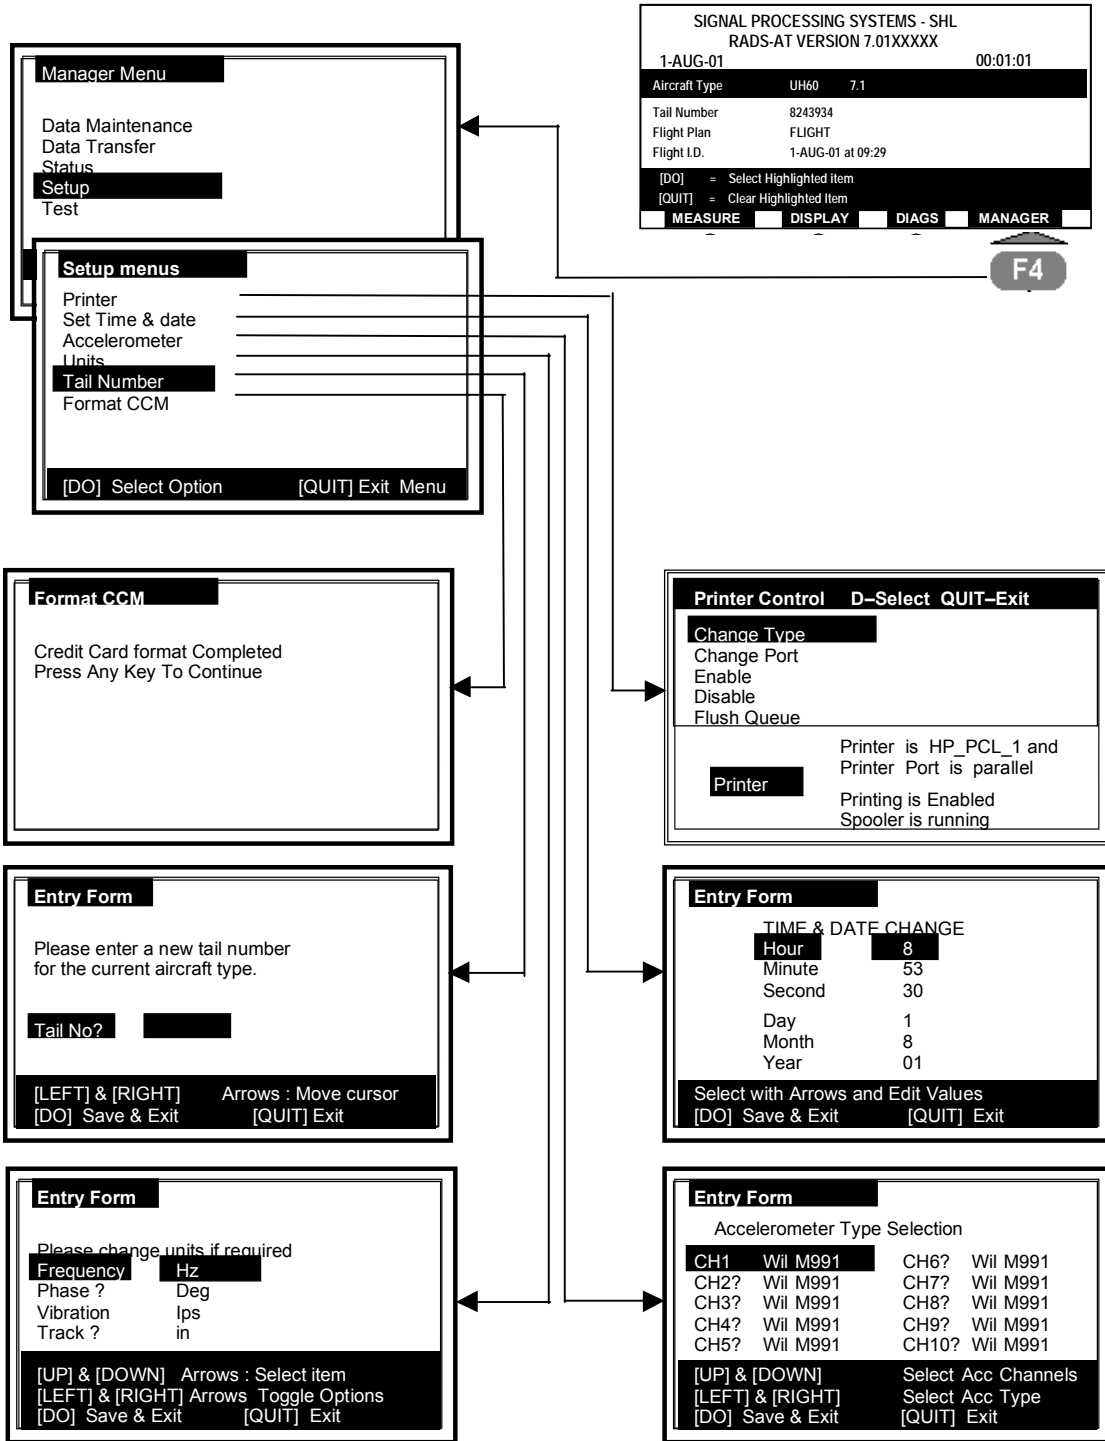 SIGNAL PROCESSING SYSTEMS - SHL
RADS-AT VERSION 7.01XXXXX
1-AUG-01 00:01:01
Aircraft Type UH60 7.1
Tail Number 8243934
Flight Plan FLIGHT
Flight I.D. 1-AUG-01 at 09:29
[DO] = Select Highlighted item
[QUIT] = Clear Highlighted Item
MEASURE DISPLAY DIAGS MANAGER
F4
Manager Menu
Data Maintenance
Data Transfer
Status
Setup
Test
Setup menus
Printer
Set Time & date
Accelerometer
Units
Tail Number
Format CCM
[DO] Select Option [QUIT] Exit Menu
Format CCM
Credit Card format Completed
Press Any Key To Continue
Printer Control D–Select QUIT–Exit
Change Type
Change Port
Enable
Disable
Flush Queue
Printer
Printer is HP_PCL_1 and
Printer Port is parallel
Printing is Enabled
Spooler is running
Entry Form
Please enter a new tail number
for the current aircraft type.
Tail No?
[LEFT] & [RIGHT] Arrows : Move cursor
[DO] Save & Exit [QUIT] Exit
Entry Form
TIME & DATE CHANGE
Hour 8
Minute 53
Second 30
Day 1
Month 8
Year 01
Select with Arrows and Edit Values
[DO] Save & Exit [QUIT] Exit
Entry Form
Please change units if required
Frequency Hz
Phase ? Deg
Vibration Ips
Track ? in
[UP] & [DOWN] Arrows : Select item
[LEFT] & [RIGHT] Arrows Toggle Options
[DO] Save & Exit [QUIT] Exit
Entry Form
Accelerometer Type Selection
CH1 Wil M991 CH6? Wil M991
CH2? Wil M991 CH7? Wil M991
CH3? Wil M991 CH8? Wil M991
CH4? Wil M991 CH9? Wil M991
CH5? Wil M991 CH10? Wil M991
[UP] & [DOWN] Select Acc Channels
[LEFT] & [RIGHT] Select Acc Type
[DO] Save & Exit [QUIT] Exit